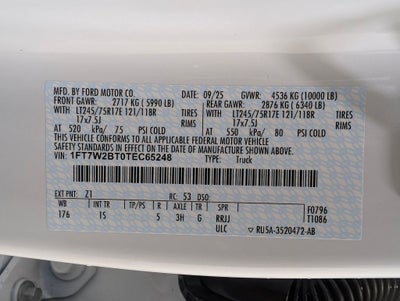 MFD. BY FORD MOTOR CO.
09/25 GVWR: 4536 KG (10000 LB)
FRONT GAWR: 2717 KG ( 5990 LB) REAR GAWR: 2876 KG ( 6340 LB)
LT245/75R17E 121/118R TIRES LT245/75R17E 121/118R TIRES
17x7.5J RIMS 17x7.5J RIMS
AT 520 kPa/ 75 PSI COLD AT 550 kPa/ 80 PSI COLD
THIS VEHICLE CONFORMS TO ALL APPLICABLE FEDERAL MOTOR VEHICLE
SAFETY STANDARDS IN EFFECT ON THE DATE OF MANUFACTURE SHOWN ABOVE.
VIN: 1FT7W2BT0TEC65248 TYPE: Truck
EXT PNT: Z1 RC: 53 DSO:
F0796
T1086
WB INT TR TP/PS R AXLE TR SPR
176 1S 5 3H G RRJJ
ULC RU5A-3520472-AB